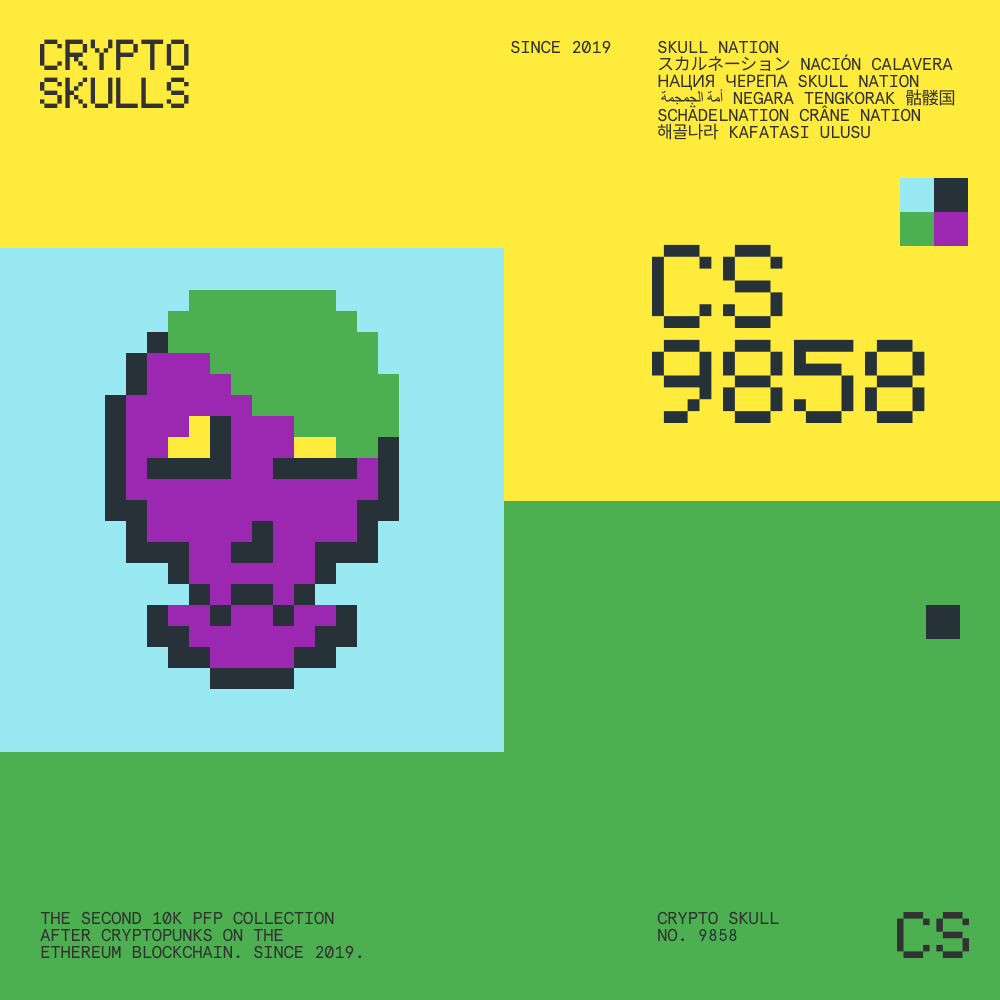 CRYPTO
SKULLS
SINCE 2019
SKULL NATION
スカルネーション NACIÓN CALAVERA
НАЦИЯ ЧЕРЕПА SKULL NATION
أمة الجمجمة NEGARA TENGKORAK 骷髅国
SCHÄDELNATION CRÂNE NATION
해골나라 KAFATASI ULUSU
CS
9858
THE SECOND 10K PFP COLLECTION
AFTER CRYPTOPUNKS ON THE
ETHEREUM BLOCKCHAIN. SINCE 2019.
CRYPTO SKULL
NO. 9858
CS